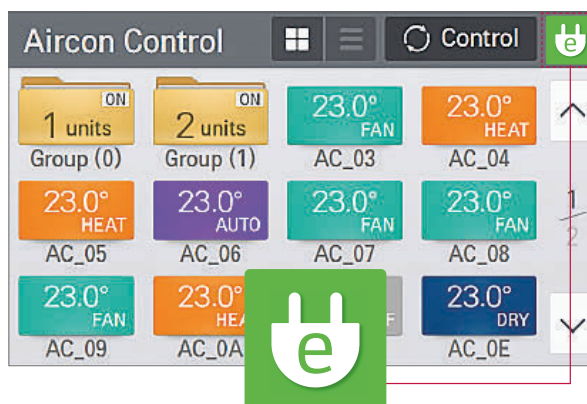 Aircon Control Control e
ON ON 23.0° 23.0°
1 units 2 units FAN HEAT
Group (0) Group (1) AC_03 AC_04
23.0° 23.0° 23.0° 23.0°
HEAT AUTO FAN FAN
AC_05 AC_06 AC_07 AC_08
1
2
23.0° 23.0° 23.0°
FAN DRY
AC_09 AC_0A AC_0E
e